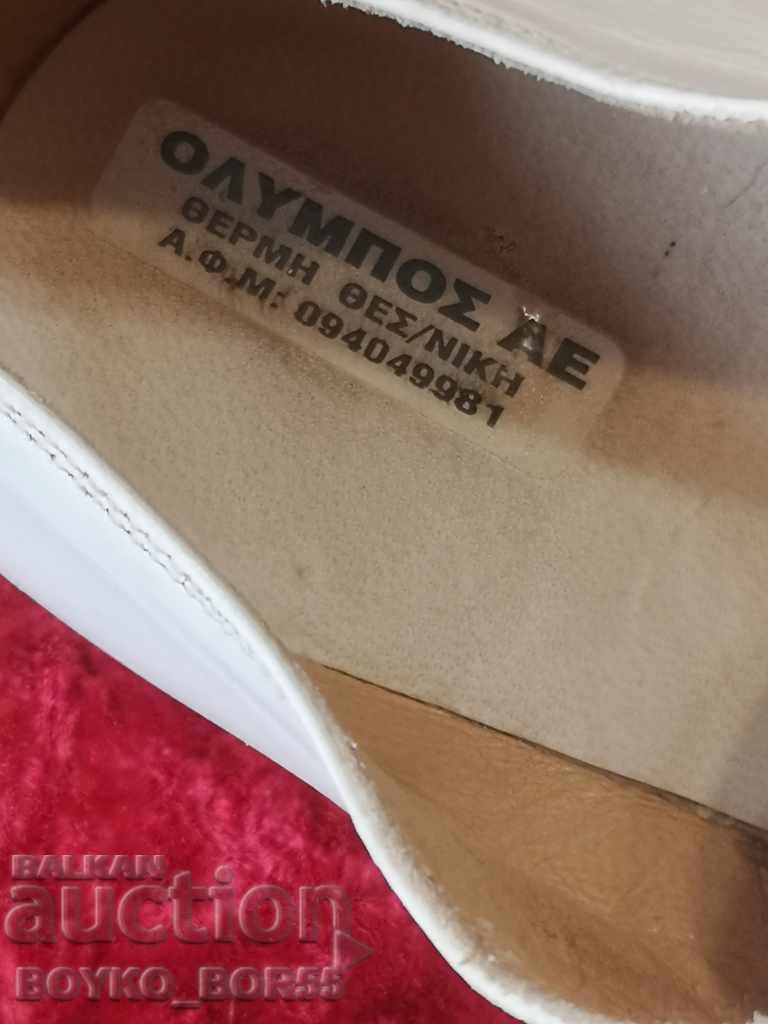 ΟΛΥΜΠΟΣ ΑΕ
ΘΕΡΜΗ ΘΕΣ/ΝΙΚΗ
Α.Φ.Μ: 094049981
BALKAN
auction
BOYKO_BOR55